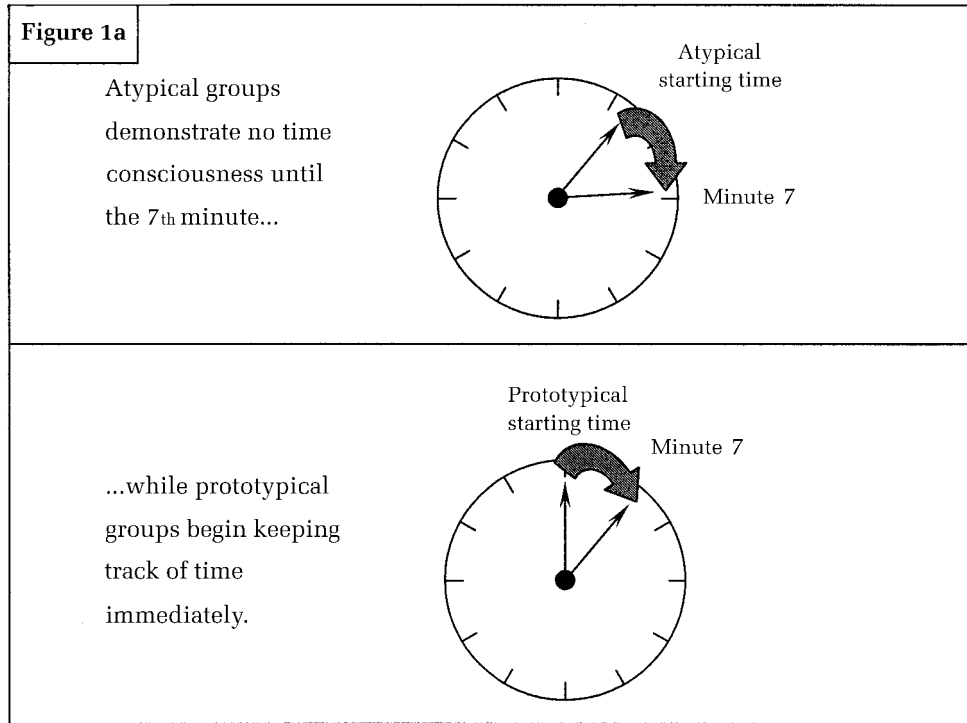 Figure 1a
Atypical groups
demonstrate no time
consciousness until
the 7th minute...
Atypical
starting time
Minute 7
Prototypical
starting time
Minute 7
...while prototypical
groups begin keeping
track of time
immediately.